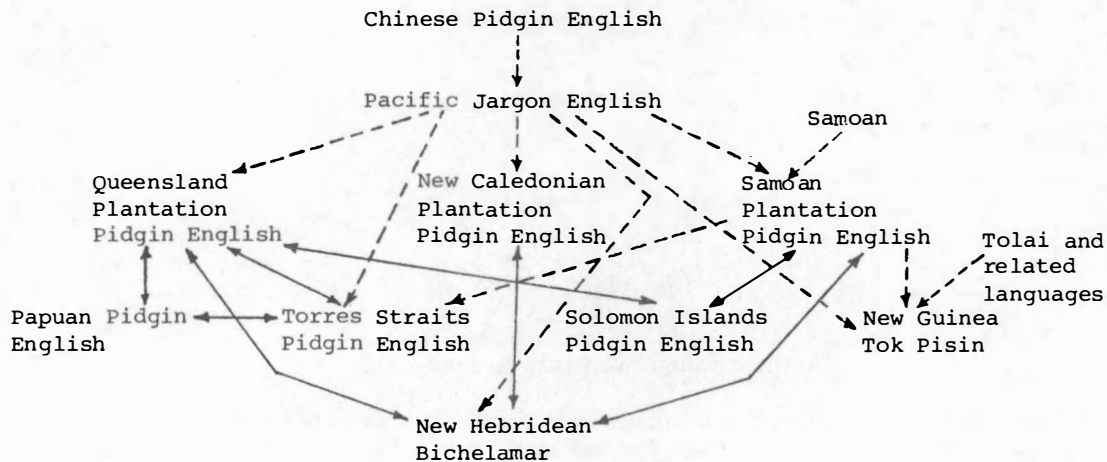 Chinese Pidgin English
Pacific Jargon English
Samoan
Queensland
Plantation
Pidgin English
New Caledonian
Plantation
Pidgin English
Samoan
Plantation
Pidgin English
Tolai and
related
languages
Papuan Pidgin
English
Torres Straits
Pidgin English
Solomon Islands
Pidgin English
New Guinea
Tok Pisin
New Hebridean
Bichelamar